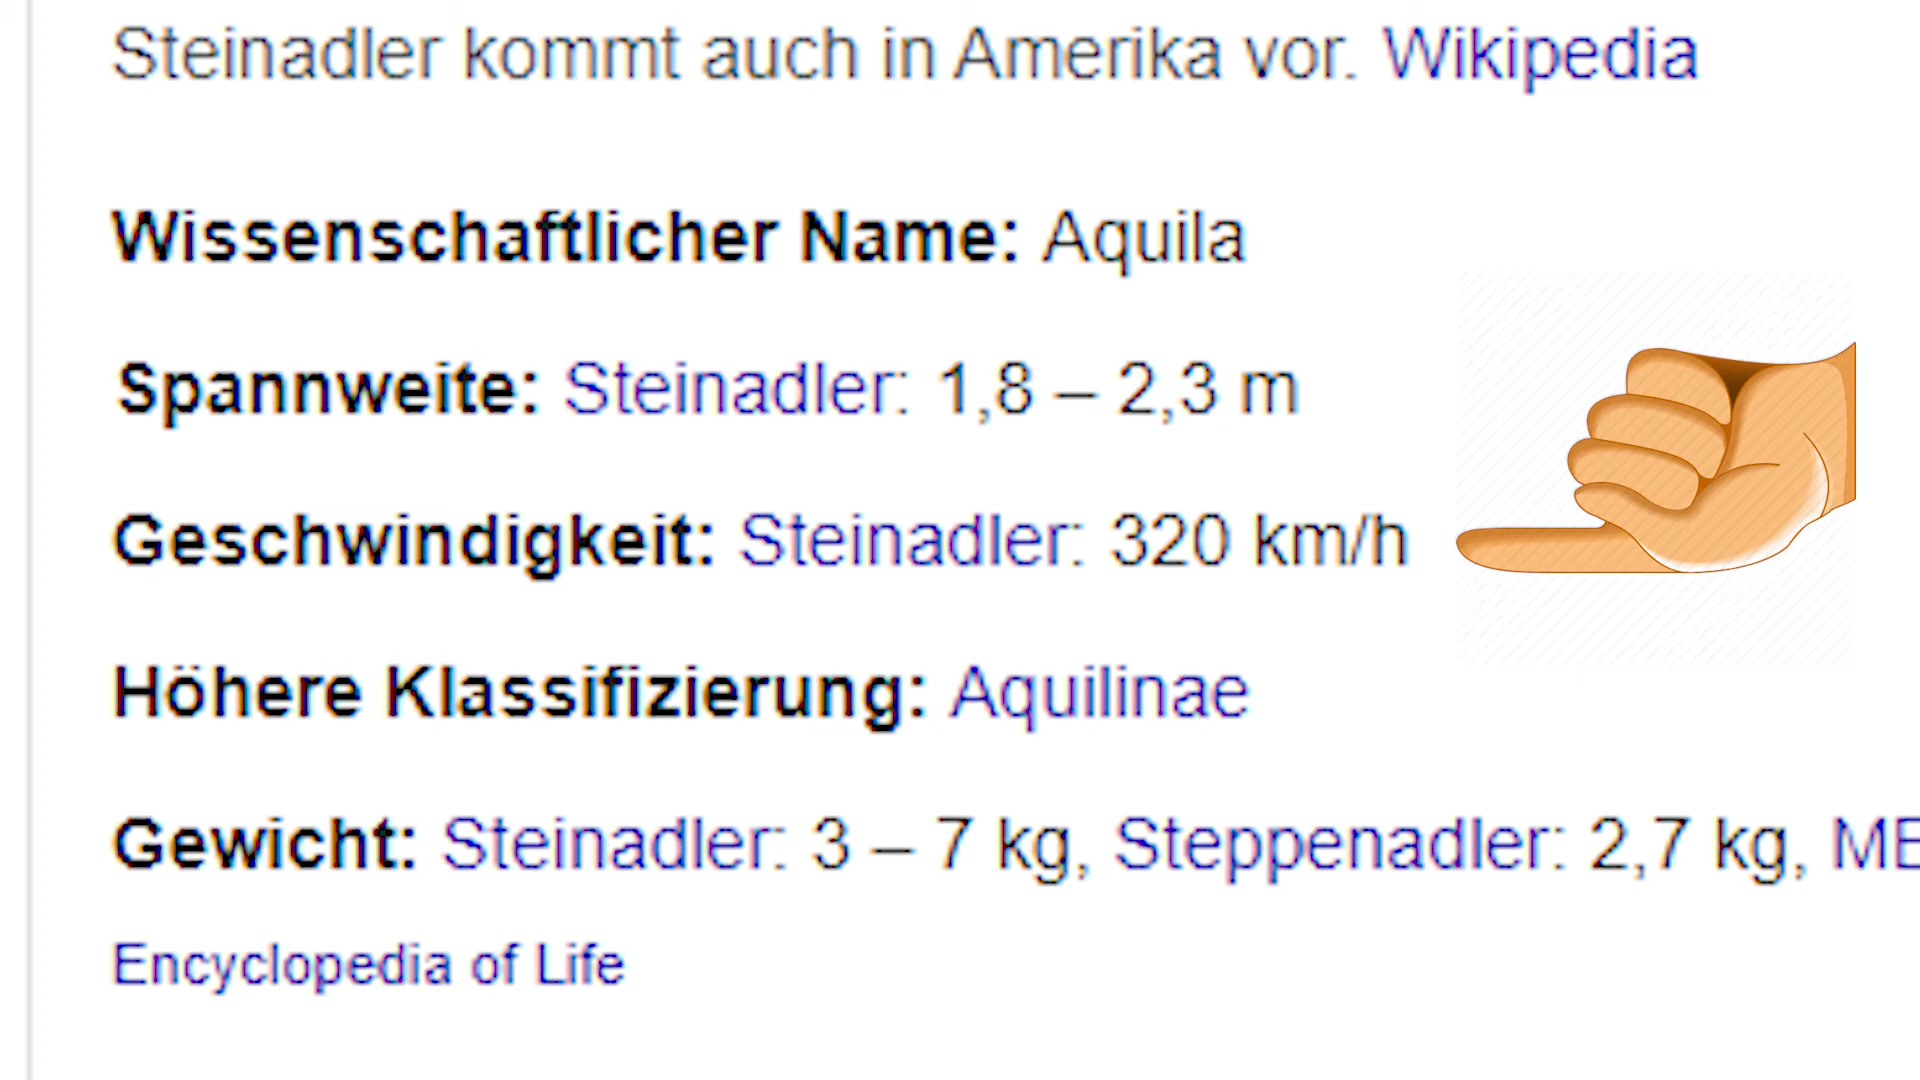 Steinadler kommt auch in Amerika vor. Wikipedia
Wissenschaftlicher Name: Aquila
Spannweite: Steinadler: 1,8 – 2,3 m
Geschwindigkeit: Steinadler: 320 km/h
Höhere Klassifizierung: Aquilinae
Gewicht: Steinadler: 3 – 7 kg, Steppenadler: 2,7 kg,
Encyclopedia of Life